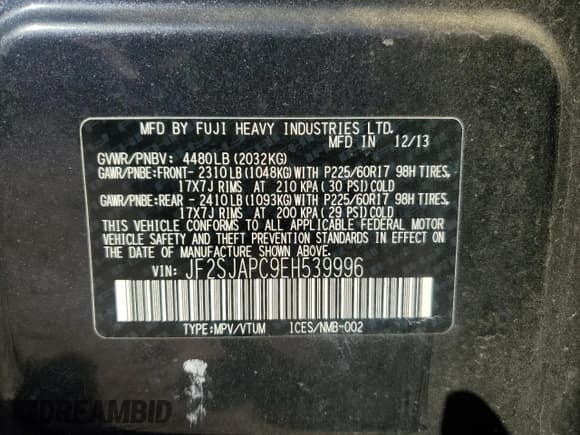 MFD BY FUJI HEAVY INDUSTRIES LTD.
MFD IN 12/13
GVWR/PNBV: 4480LB (2032KG)
GAWR/PNBE:FRONT- 2310LB (1048KG) WITH P225/60R17 98H TIRES,
17X7J RIMS AT 210 KPA (30 PSI) COLD
GAWR/PNBE:REAR - 2410LB (1093KG) WITH P225/60R17 98H TIRES,
17X7J RIMS AT 200 KPA (29 PSI) COLD
THIS VEHICLE CONFORMS TO ALL APPLICABLE FEDERAL MOTOR
VEHICLE SAFETY AND THEFT PREVENTION STANDARDS IN EFFECT ON
THE DATE OF MANUFACTURE SHOWN ABOVE.
VIN: JF2SJAPC9EH539996
TYPE:MPV/VTUM ICES/NMB-002
DREAMBID